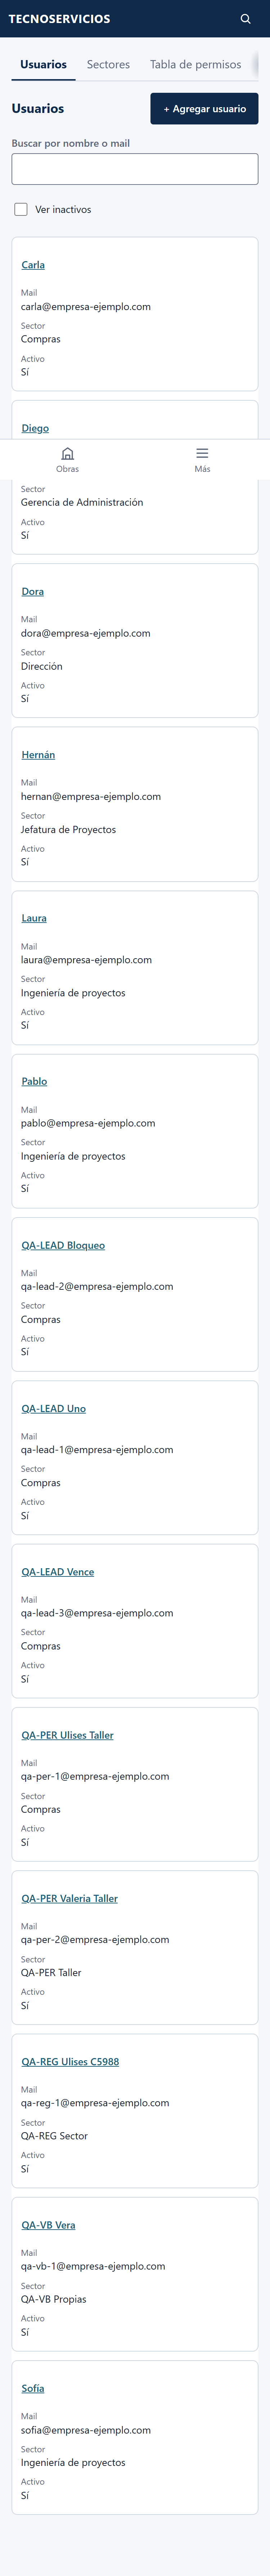 TECNOSERVICIOS
Usuarios Sectores Tabla de permisos
Usuarios
+ Agregar usuario
Buscar por nombre o mail
Ver inactivos
Carla
Mail
carla@empresa-ejemplo.com
Sector
Compras
Activo
Sí
Diego
Obras Más
Sector
Gerencia de Administración
Activo
Sí
Dora
Mail
dora@empresa-ejemplo.com
Sector
Dirección
Activo
Sí
Hernán
Mail
hernan@empresa-ejemplo.com
Sector
Jefatura de Proyectos
Activo
Sí
Laura
Mail
laura@empresa-ejemplo.com
Sector
Ingeniería de proyectos
Activo
Sí
Pablo
Mail
pablo@empresa-ejemplo.com
Sector
Ingeniería de proyectos
Activo
Sí
QA-LEAD Bloqueo
Mail
qa-lead-2@empresa-ejemplo.com
Sector
Compras
Activo
Sí
QA-LEAD Uno
Mail
qa-lead-1@empresa-ejemplo.com
Sector
Compras
Activo
Sí
QA-LEAD Vence
Mail
qa-lead-3@empresa-ejemplo.com
Sector
Compras
Activo
Sí
QA-PER Ulises Taller
Mail
qa-per-1@empresa-ejemplo.com
Sector
Compras
Activo
Sí
QA-PER Valeria Taller
Mail
qa-per-2@empresa-ejemplo.com
Sector
QA-PER Taller
Activo
Sí
QA-REG Ulises C5988
Mail
qa-reg-1@empresa-ejemplo.com
Sector
QA-REG Sector
Activo
Sí
QA-VB Vera
Mail
qa-vb-1@empresa-ejemplo.com
Sector
QA-VB Propias
Activo
Sí
Sofía
Mail
sofia@empresa-ejemplo.com
Sector
Ingeniería de proyectos
Activo
Sí